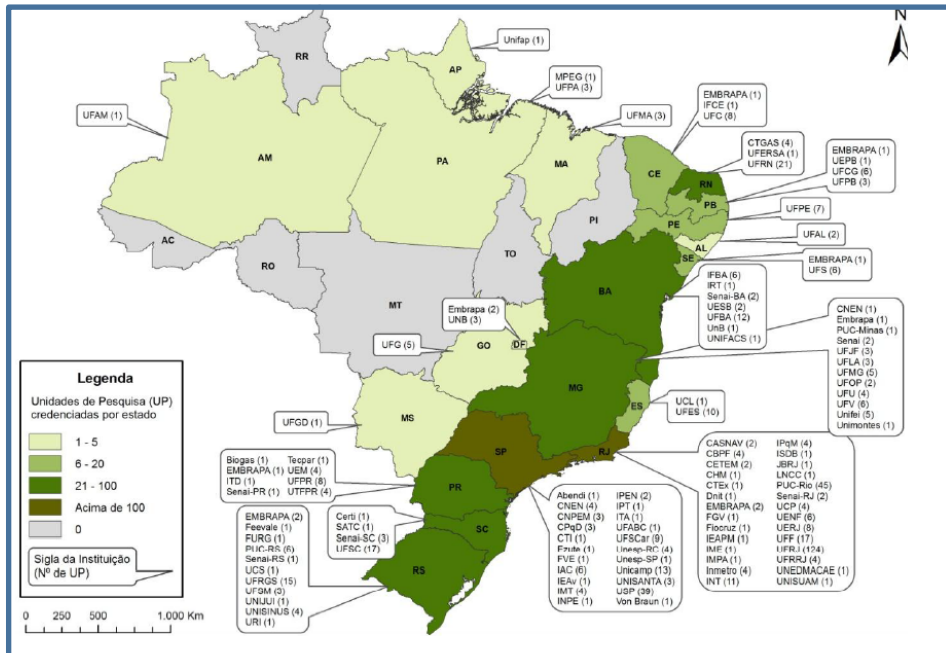 N
Unifap (1)
RR
AP
MPEG (1)
UFPA (3)
UFAM (1)
UFMA (3)
EMBRAPA (1)
IFCE (1)
UFC (8)
CTGAS (4)
UFERSA (1)
UFRN (21)
EMBRAPA (1)
UEPB (1)
UFCG (6)
UFPB (3)
AM
PA
MA
CE
RN
PB
UFPE (7)
PI
PE
UFAL (2)
AC
AL
TO
SE
EMBRAPA (1)
UFS (6)
RO
BA
MT
IFBA (6)
IRT (1)
Senai-BA (2)
UESB (2)
UFBA (12)
UnB (1)
UNIFACS (1)
Embrapa (2)
UNB (3)
CNEN (1)
Embrapa (1)
PUC-Minas (1)
Senai (2)
UFJF (3)
UFLA (3)
UFMG (5)
UFOP (2)
UFU (4)
UFV (6)
Unifei (5)
Unimontes (1)
UFG (5)
GO
DF
MG
ES
UCL (1)
UFES (10)
MS
UFGD (1)
SP
RJ
Legenda
Unidades de Pesquisa (UP)
credenciadas por estado
1 - 5
6 - 20
21 - 100
Acima de 100
0
Sigla da Instituição
(Nº de UP)
0 250 500 1.000 Km
Biogas (1) Tecpar (1)
EMBRAPA (1) UEM (4)
ITD (1) UFPR (8)
Senai-PR (1) UTFPR (4)
PR
CASNAV (2) IPqM (4)
CBPF (4) ISDB (1)
CETEM (2) JBRJ (1)
CHM (1) LNCC (1)
CTEx (1) PUC-Rio (45)
Dnit (1) Senai-RJ (2)
EMBRAPA (2) UCP (4)
FGV (1) UENF (6)
Fiocruz (1) UERJ (8)
IEAPM (1) UFF (17)
IME (1) UFRJ (124)
IMPA (1) UFRRJ (4)
Inmetro (4) UNEDMACAE (1)
INT (11) UNISUAM (1)
EMBRAPA (2)
Feevale (1)
FURG (1)
PUC-RS (6)
Senai-RS (1)
UCS (1)
UFRGS (15)
UFSM (3)
UNIJUI (1)
UNISINUS (4)
URI (1)
Certi (1)
SATC (1)
Senai-SC (3)
UFSC (17)
SC
RS
Abendi (1) IPEN (2)
CNEN (4) IPT (1)
CNPEM (3) ITA (1)
CPqD (3) UFABC (1)
CTI (1) UFSCar (9)
Ezute (1) Unesp-RC (4)
FVE (1) Unesp-SP (1)
IAC (6) Unicamp (13)
IEAv (1) UNISANTA (3)
IMT (4) USP (39)
INPE (1) Von Braun (1)